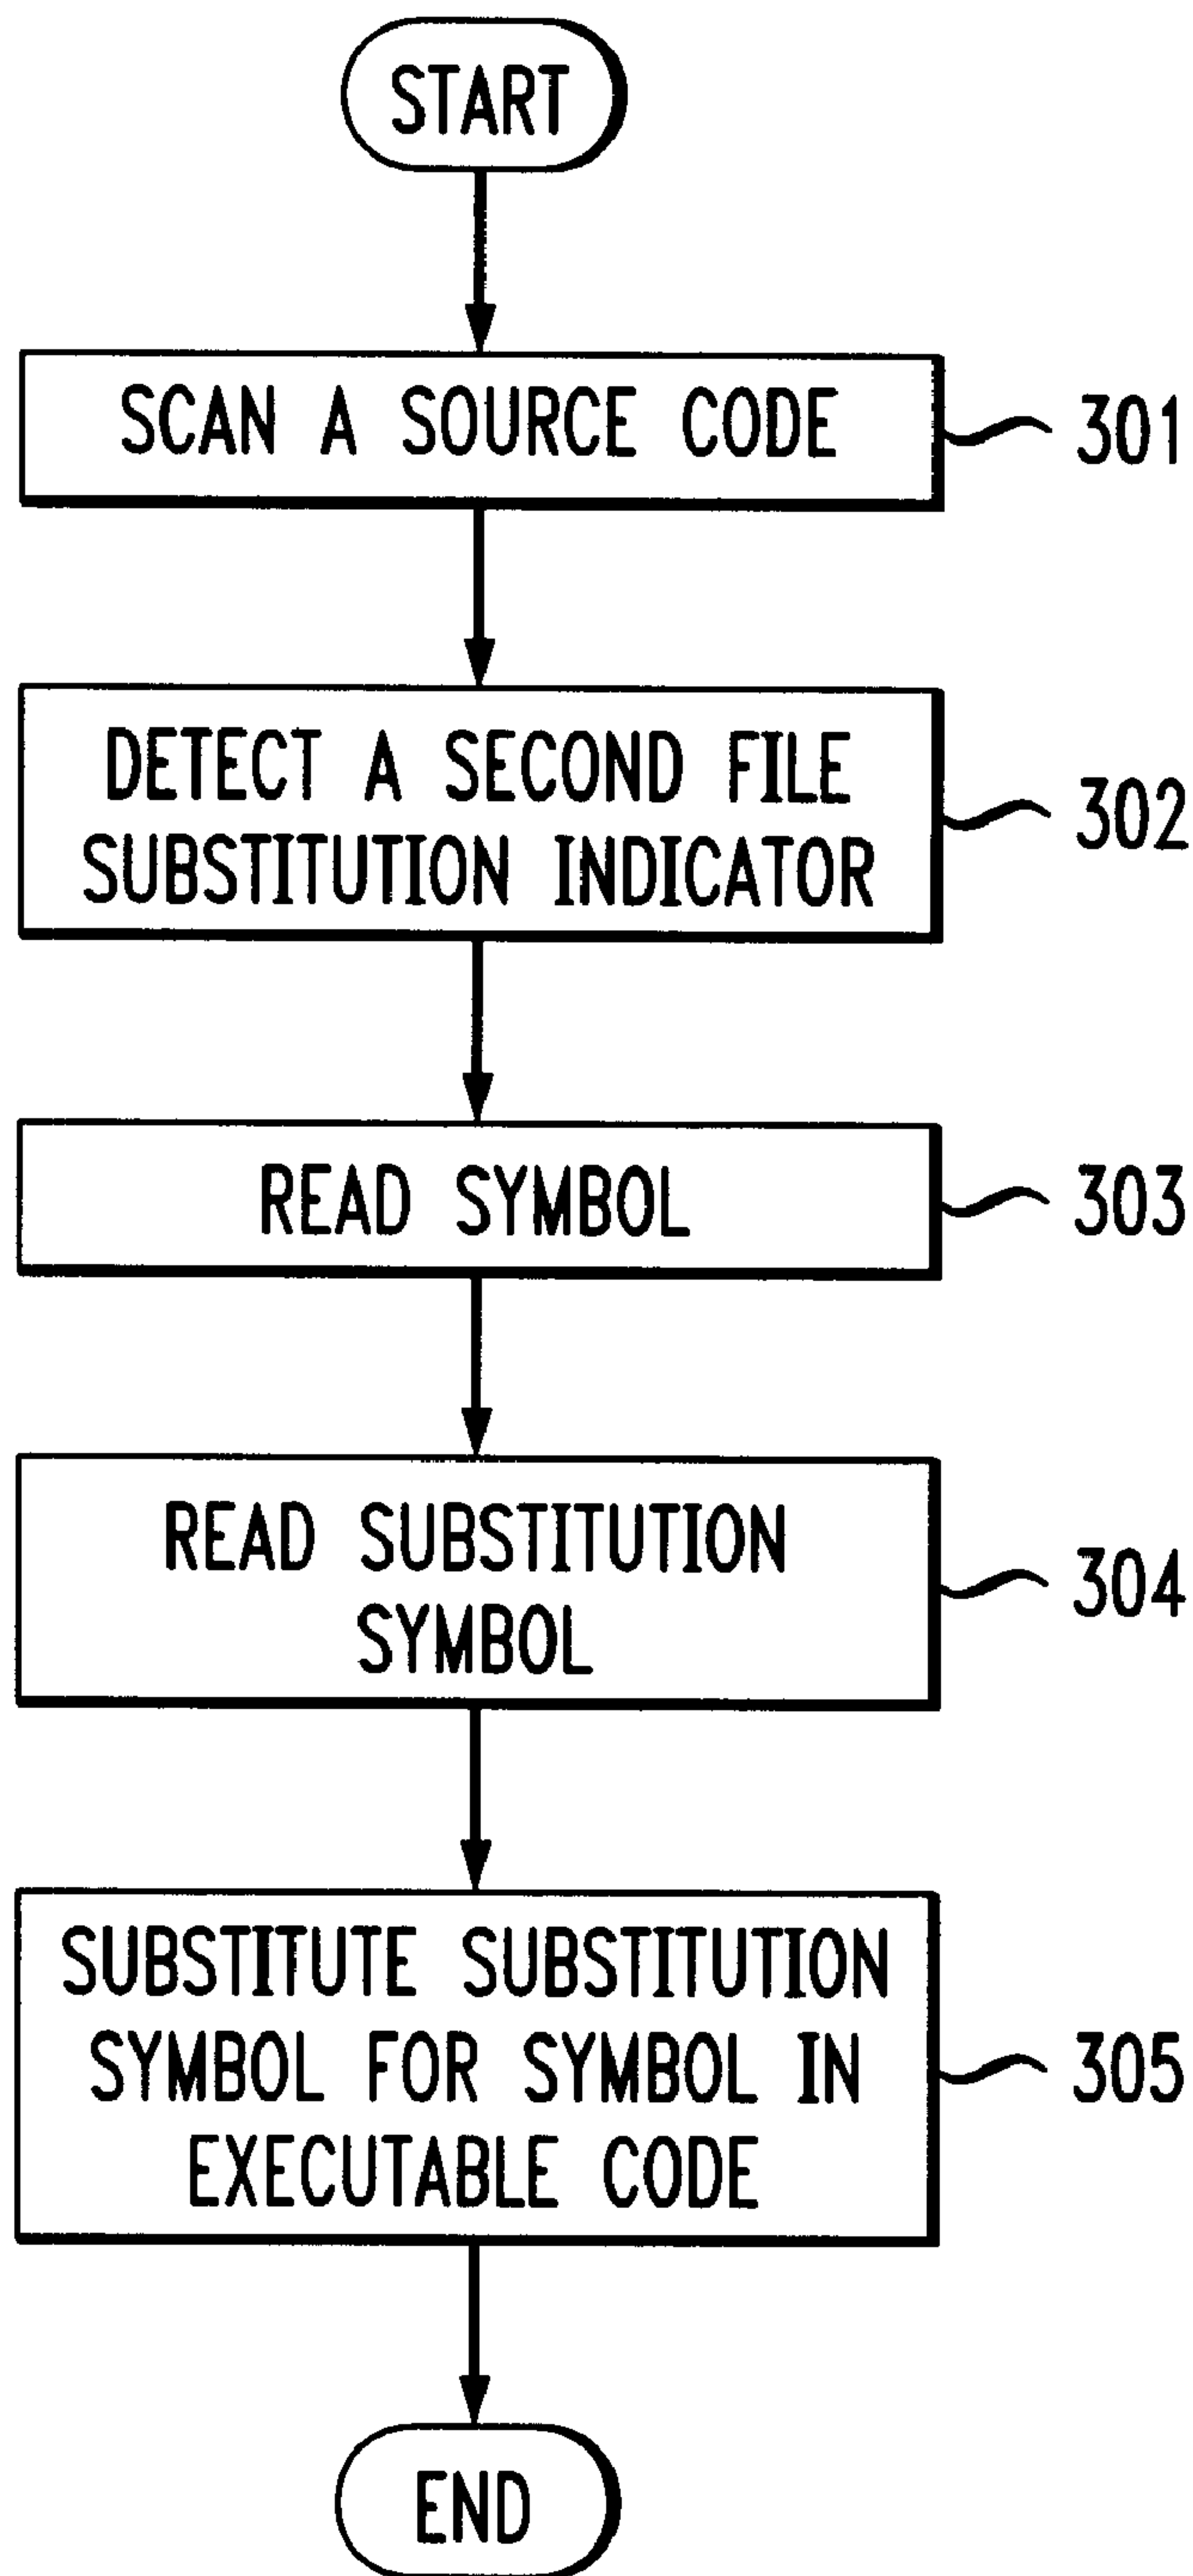 START
SCAN A SOURCE CODE
301
DETECT A SECOND FILE
SUBSTITUTION INDICATOR
302
READ SYMBOL
303
READ SUBSTITUTION
SYMBOL
304
SUBSTITUTE SUBSTITUTION
SYMBOL FOR SYMBOL IN
EXECUTABLE CODE
305
END